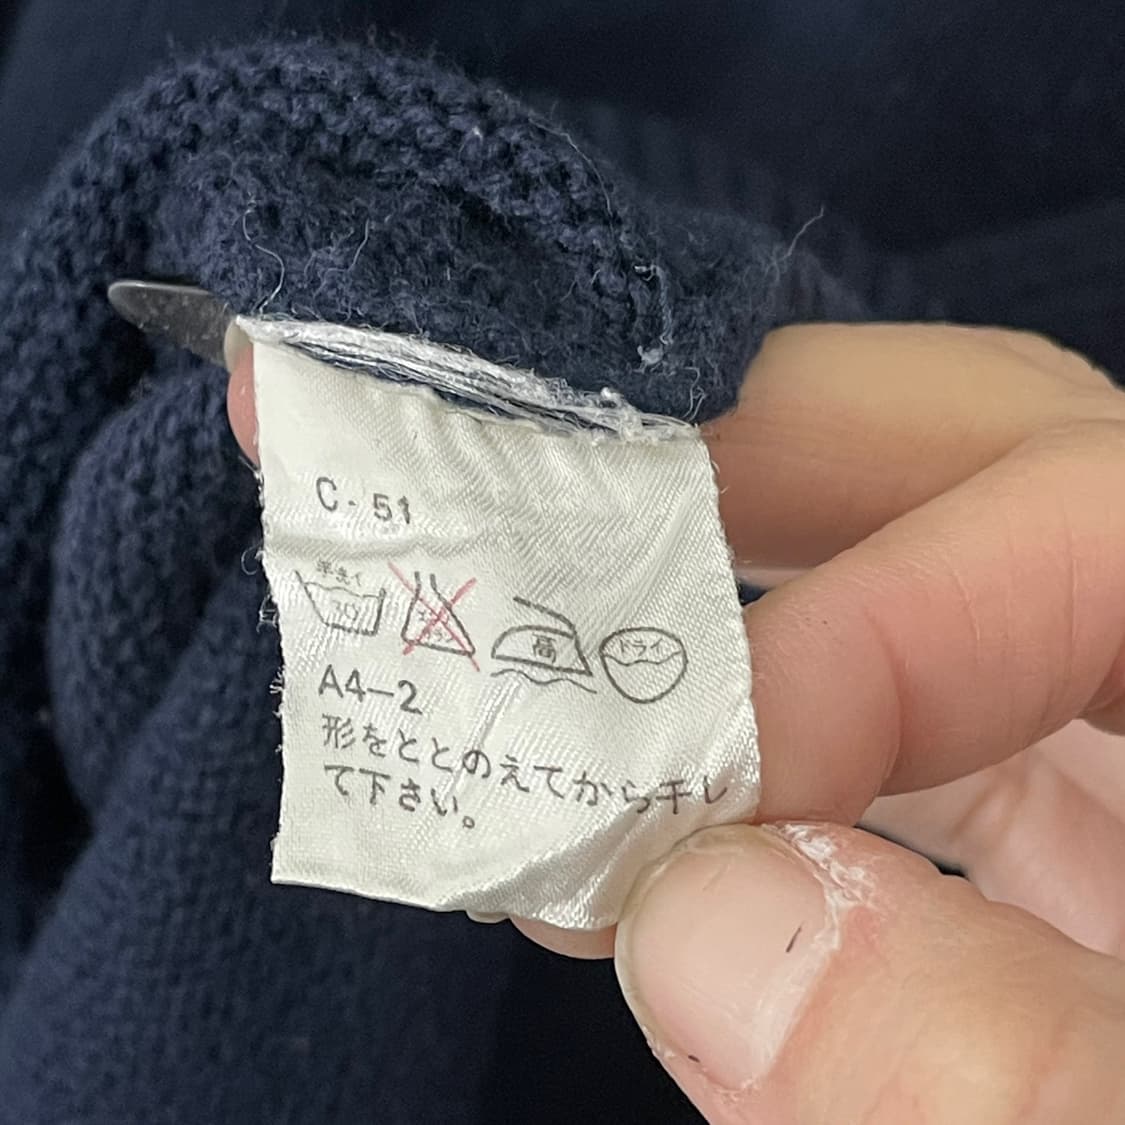 C-51
手洗イ
30
高
ドライ
A4-2
形をととのえてから干し
て下さい。